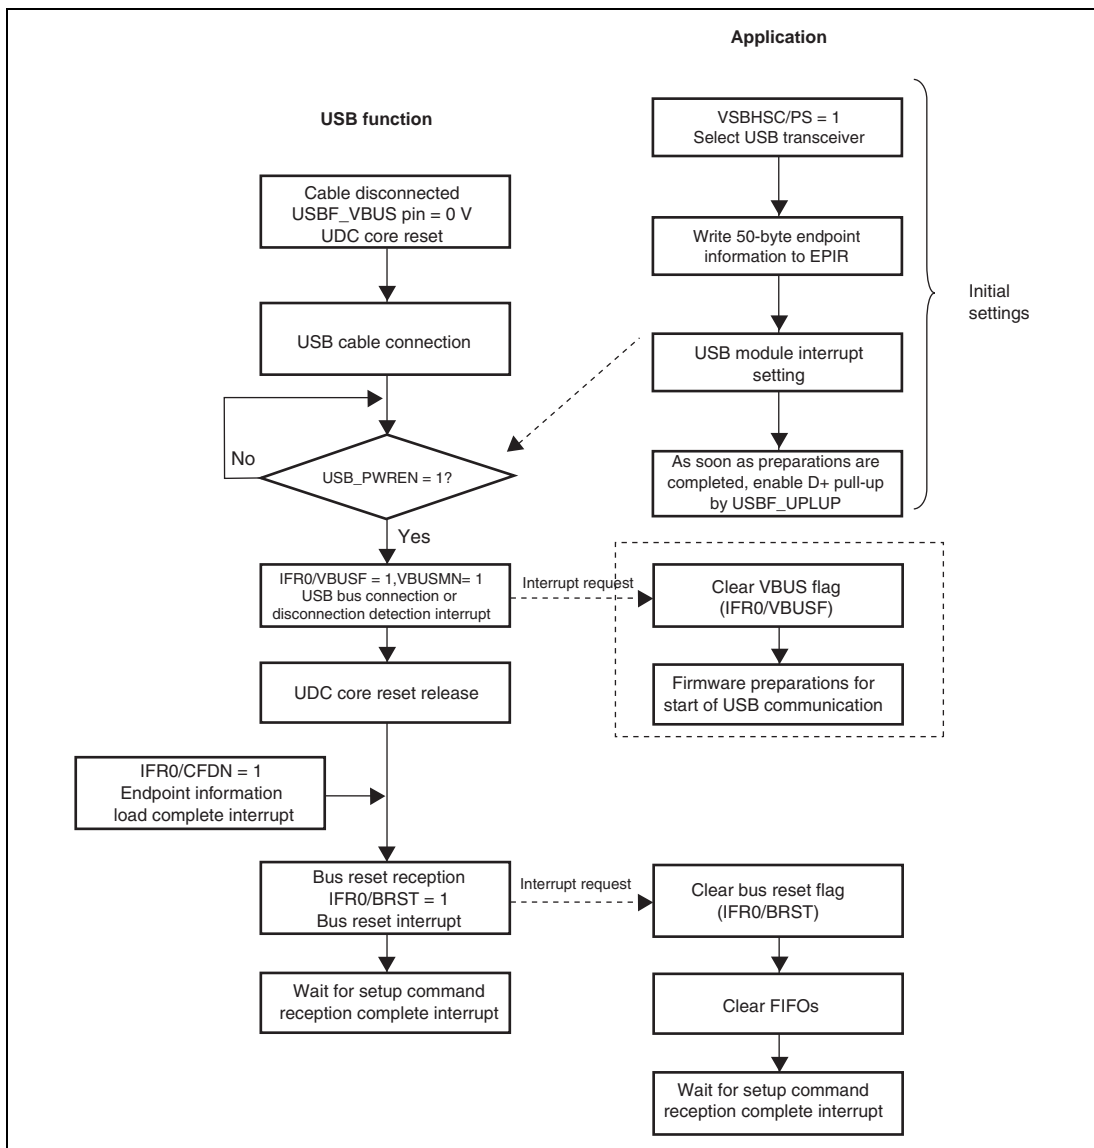 Application
USB function
VSBHSC/PS = 1
Select USB transceiver
Cable disconnected
USBF_VBUS pin = 0 V
UDC core reset
Write 50-byte endpoint
information to EPIR
Initial
settings
USB cable connection
USB module interrupt
setting
No
USB_PWREN = 1?
As soon as preparations are
completed, enable D+ pull-up
by USBF_UPLUP
Yes
IFR0/VBUSF = 1,VBUSMN= 1
USB bus connection or
disconnection detection interrupt
Interrupt request
Clear VBUS flag
(IFR0/VBUSF)
UDC core reset release
Firmware preparations for
start of USB communication
IFR0/CFDN = 1
Endpoint information
load complete interrupt
Bus reset reception
IFR0/BRST = 1
Bus reset interrupt
Interrupt request
Clear bus reset flag
(IFR0/BRST)
Wait for setup command
reception complete interrupt
Clear FIFOs
Wait for setup command
reception complete interrupt